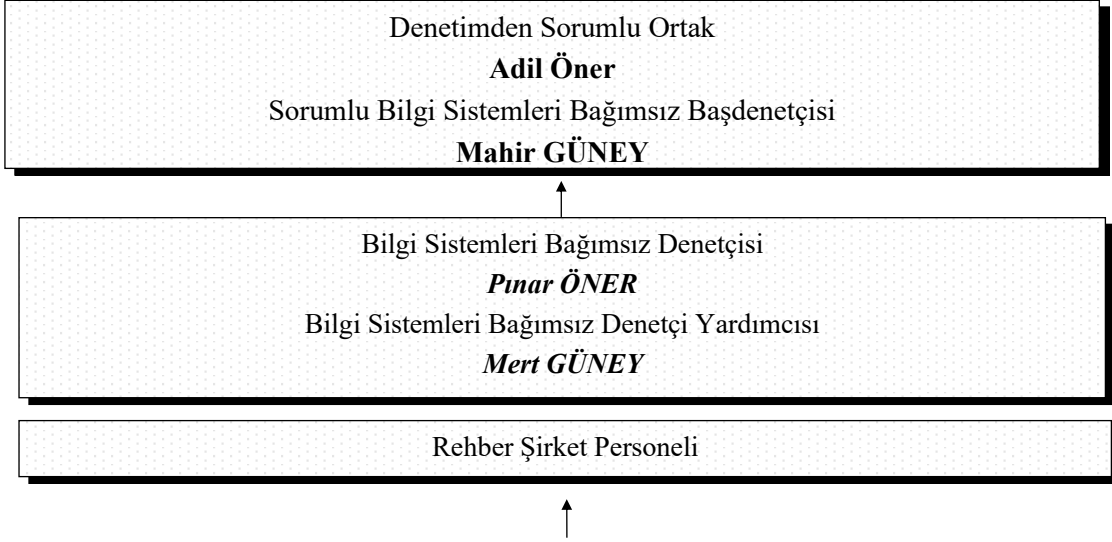 Denetimden Sorumlu Ortak
Adil Öner
Sorumlu Bilgi Sistemleri Bağımsız Başdenetçisi
Mahir GÜNEY
Bilgi Sistemleri Bağımsız Denetçisi
Pınar ÖNER
Bilgi Sistemleri Bağımsız Denetçi Yardımcısı
Mert GÜNEY
Rehber Şirket Personeli